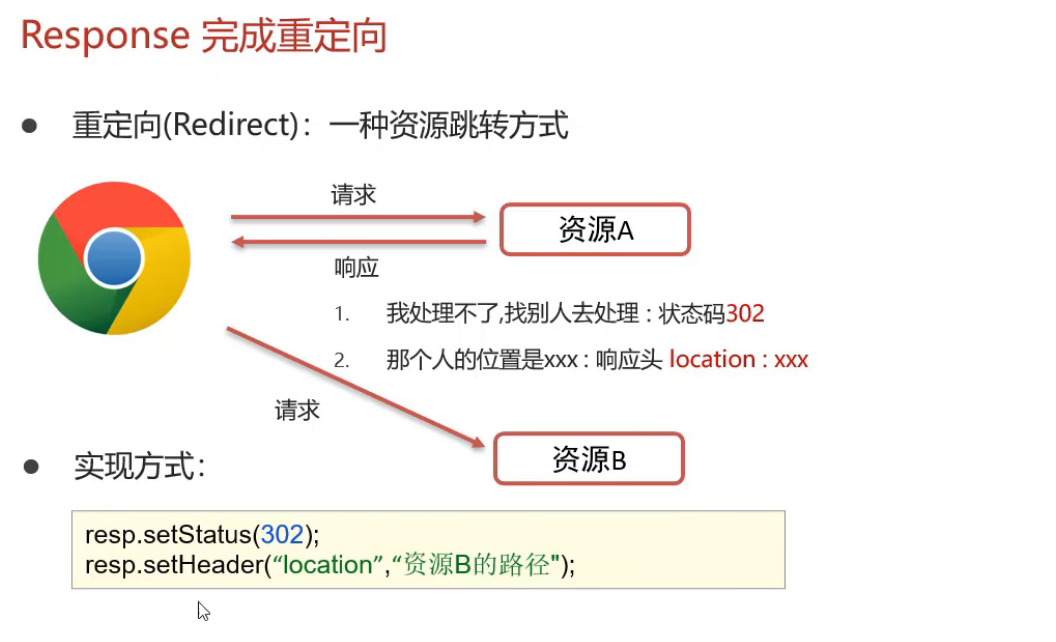 Response 完成重定向
● 重定向(Redirect)：一种资源跳转方式
请求
资源A
响应
1. 我处理不了,找别人去处理 : 状态码302
2. 那个人的位置是xxx : 响应头 location : xxx
请求
资源B
● 实现方式：
resp.setStatus(302);
resp.setHeader(“location”,“资源B的路径");